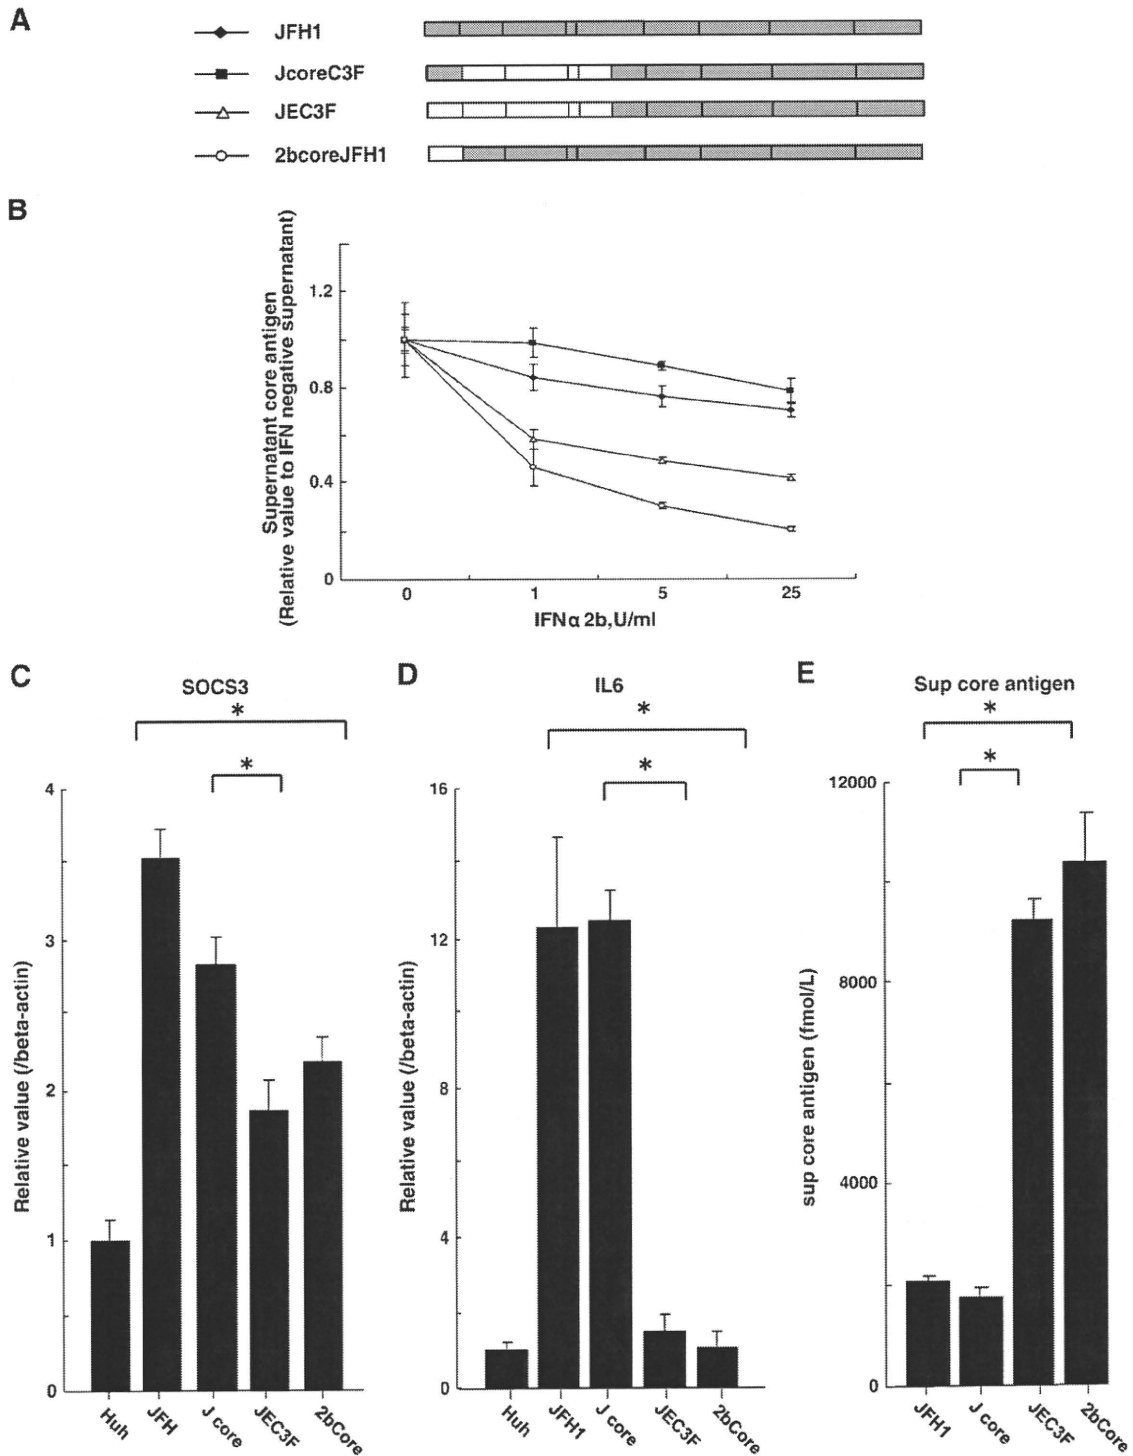 A
JFH1
JcoreC3F
JEC3F
2bcoreJFH1
B
Supernatant core antigen
(Relative value to IFN negative supernatant)
1.2
0.8
0.4
0
0 1 5 25
IFNα 2b,U/ml
C
SOCS3
*
*
Relative value (/beta-actin)
4
3
2
1
0
Huh JFH J core JEC3F 2bCore
D
IL6
*
*
Relative value (/beta-actin)
16
12
8
4
0
Huh JFH1 J core JEC3F 2bCore
E
Sup core antigen
*
*
sup core antigen (fmol/L)
12000
8000
4000
0
JFH1 J core JEC3F 2bCore